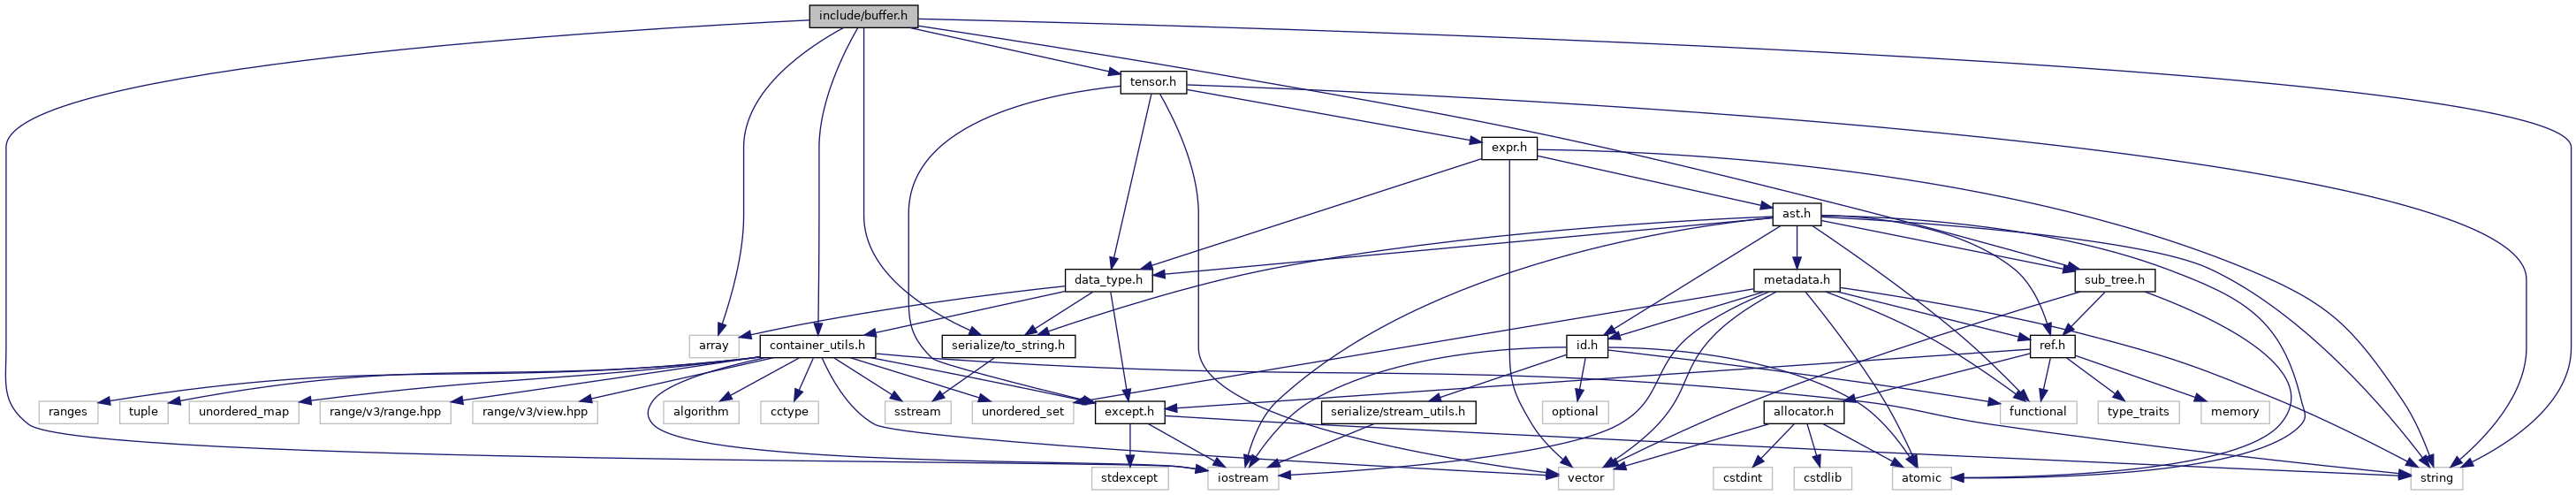 include/buffer.h
tensor.h
expr.h
ast.h
data_type.h
metadata.h
sub_tree.h
array
container_utils.h
serialize/to_string.h
id.h
ref.h
ranges
tuple
unordered_map
range/v3/range.hpp
range/v3/view.hpp
algorithm
cctype
sstream
unordered_set
except.h
serialize/stream_utils.h
optional
allocator.h
functional
type_traits
memory
stdexcept
iostream
vector
cstdint
cstdlib
atomic
string